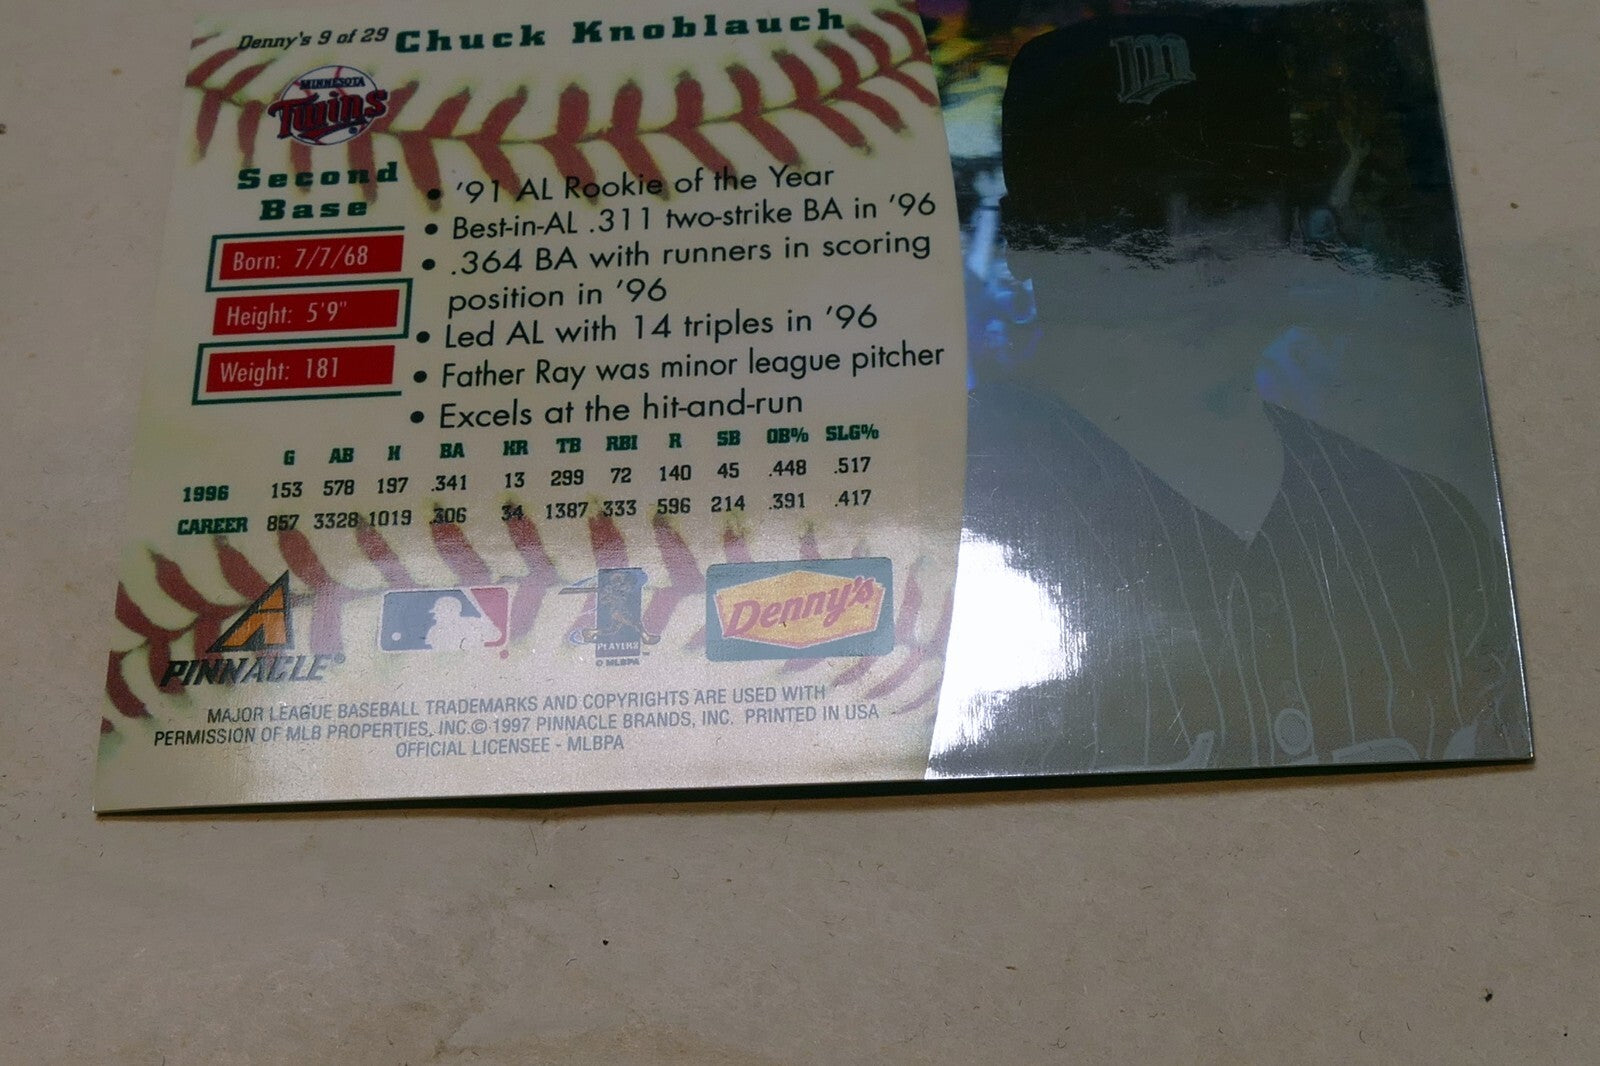 Denny's 9 of 29 Chuck Knoblauch
MINNESOTA
Twins
Second
Base
Born: 7/7/68
Height: 5'9"
Weight: 181
• '91 AL Rookie of the Year
• Best-in-AL .311 two-strike BA in '96
• .364 BA with runners in scoring
position in '96
• Led AL with 14 triples in '96
• Father Ray was minor league pitcher
• Excels at the hit-and-run
G AB H BA HR TB RBI R SB OB% SLG%
1996 153 578 197 .341 13 299 72 140 45 .448 .517
CAREER 857 3328 1019 .306 34 1387 333 596 214 .391 .417
PINNACLE®
PLAYERS
© MLBPA
Denny's
MAJOR LEAGUE BASEBALL TRADEMARKS AND COPYRIGHTS ARE USED WITH
PERMISSION OF MLB PROPERTIES, INC © 1997 PINNACLE BRANDS, INC. PRINTED IN USA
OFFICIAL LICENSEE - MLBPA
M